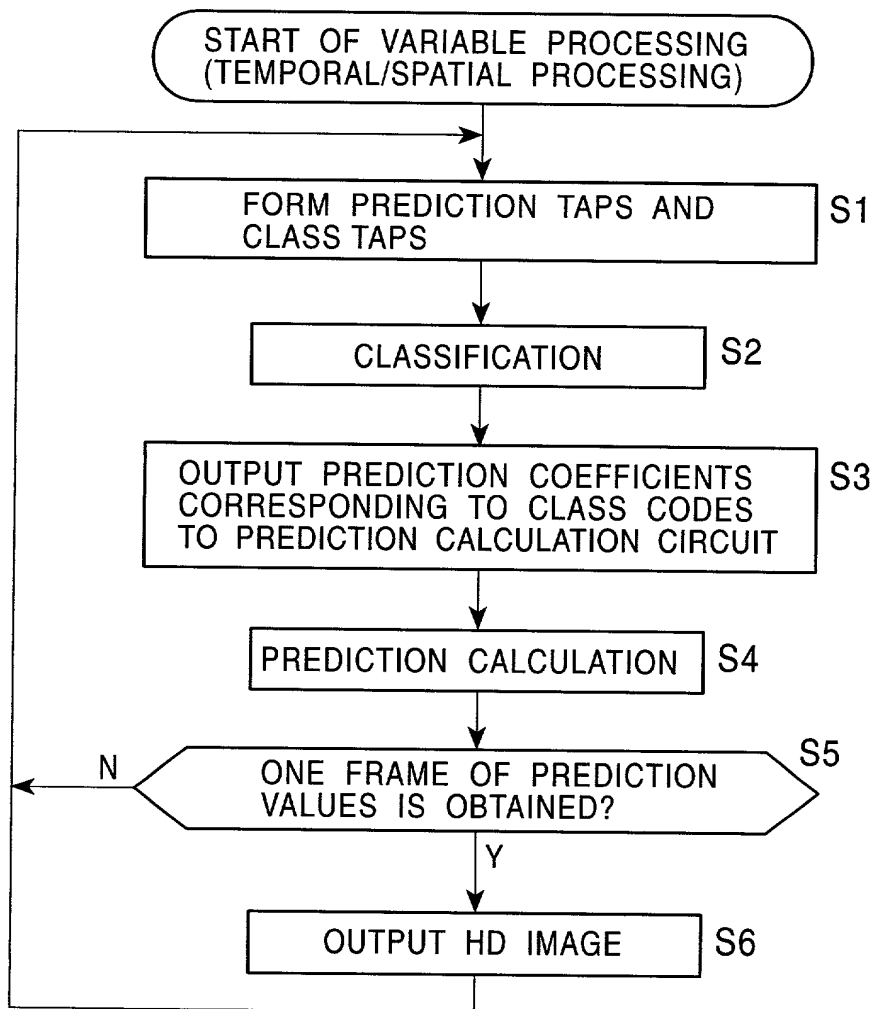 START OF VARIABLE PROCESSING
(TEMPORAL/SPATIAL PROCESSING)
FORM PREDICTION TAPS AND
CLASS TAPS
S1
CLASSIFICATION
S2
OUTPUT PREDICTION COEFFICIENTS
CORRESPONDING TO CLASS CODES
TO PREDICTION CALCULATION CIRCUIT
S3
PREDICTION CALCULATION
S4
S5
N
ONE FRAME OF PREDICTION
VALUES IS OBTAINED?
Y
OUTPUT HD IMAGE
S6